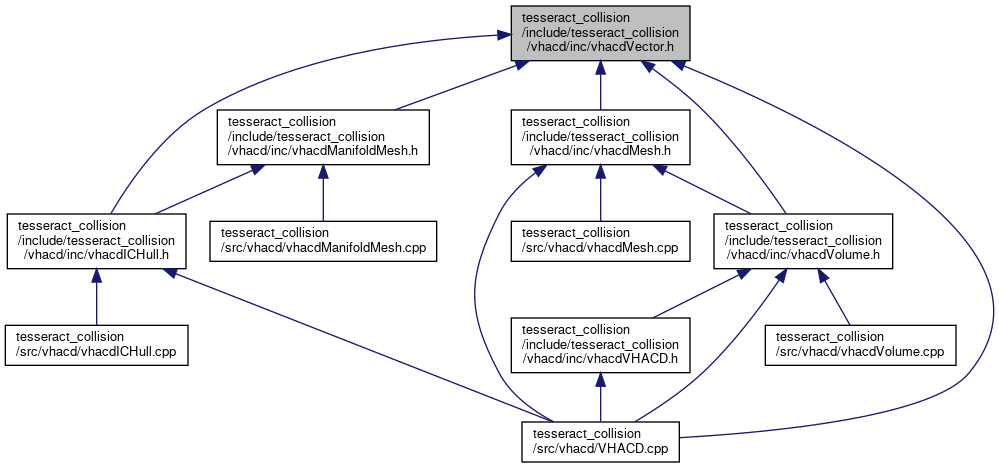 tesseract_collision
/include/tesseract_collision
/vhacd/inc/vhacdVector.h
tesseract_collision
/include/tesseract_collision
/vhacd/inc/vhacdManifoldMesh.h
tesseract_collision
/include/tesseract_collision
/vhacd/inc/vhacdMesh.h
tesseract_collision
/include/tesseract_collision
/vhacd/inc/vhacdICHull.h
tesseract_collision
/src/vhacd/vhacdManifoldMesh.cpp
tesseract_collision
/src/vhacd/vhacdMesh.cpp
tesseract_collision
/include/tesseract_collision
/vhacd/inc/vhacdVolume.h
tesseract_collision
/src/vhacd/vhacdICHull.cpp
tesseract_collision
/include/tesseract_collision
/vhacd/inc/vhacdVHACD.h
tesseract_collision
/src/vhacd/vhacdVolume.cpp
tesseract_collision
/src/vhacd/VHACD.cpp